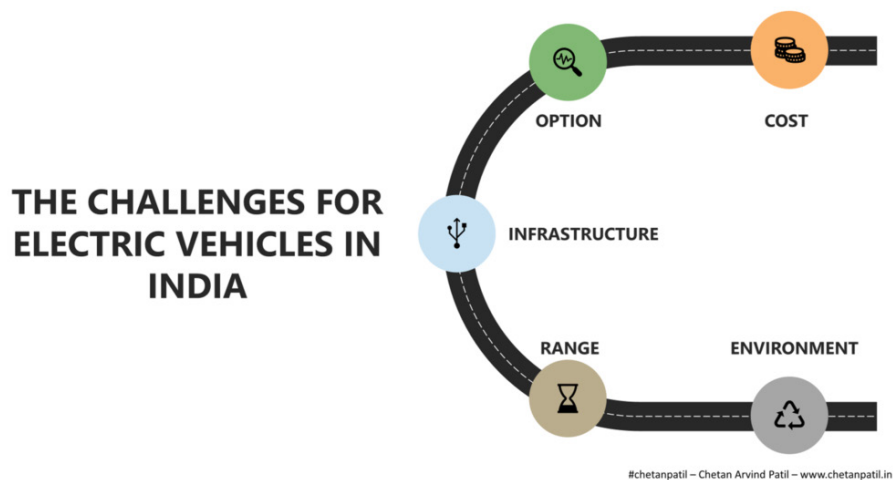 THE CHALLENGES FOR
ELECTRIC VEHICLES IN
INDIA
OPTION
COST
INFRASTRUCTURE
RANGE
ENVIRONMENT
#chetanpatil – Chetan Arvind Patil – www.chetanpatil.in